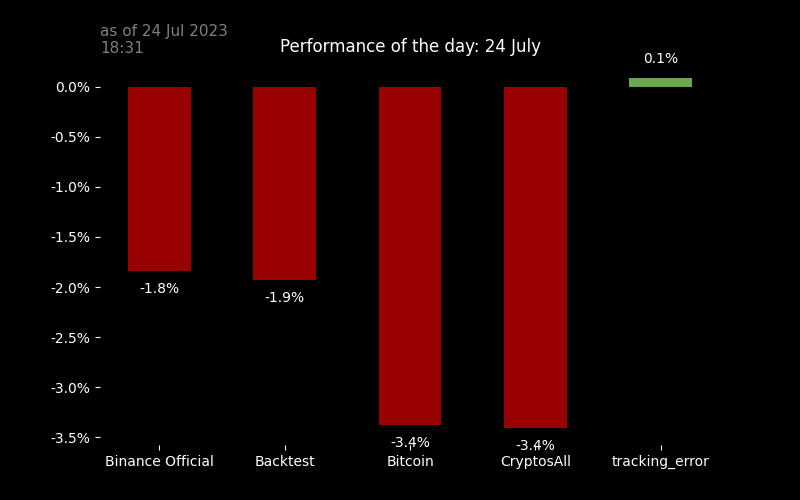 as of 24 Jul 2023
18:31
Performance of the day: 24 July
0.1%
0.0%
-0.5%
-1.0%
-1.5%
-2.0%
-2.5%
-3.0%
-3.5%
-1.8%
-1.9%
-3.4%
-3.4%
Binance Official
Backtest
Bitcoin
CryptosAll
tracking_error